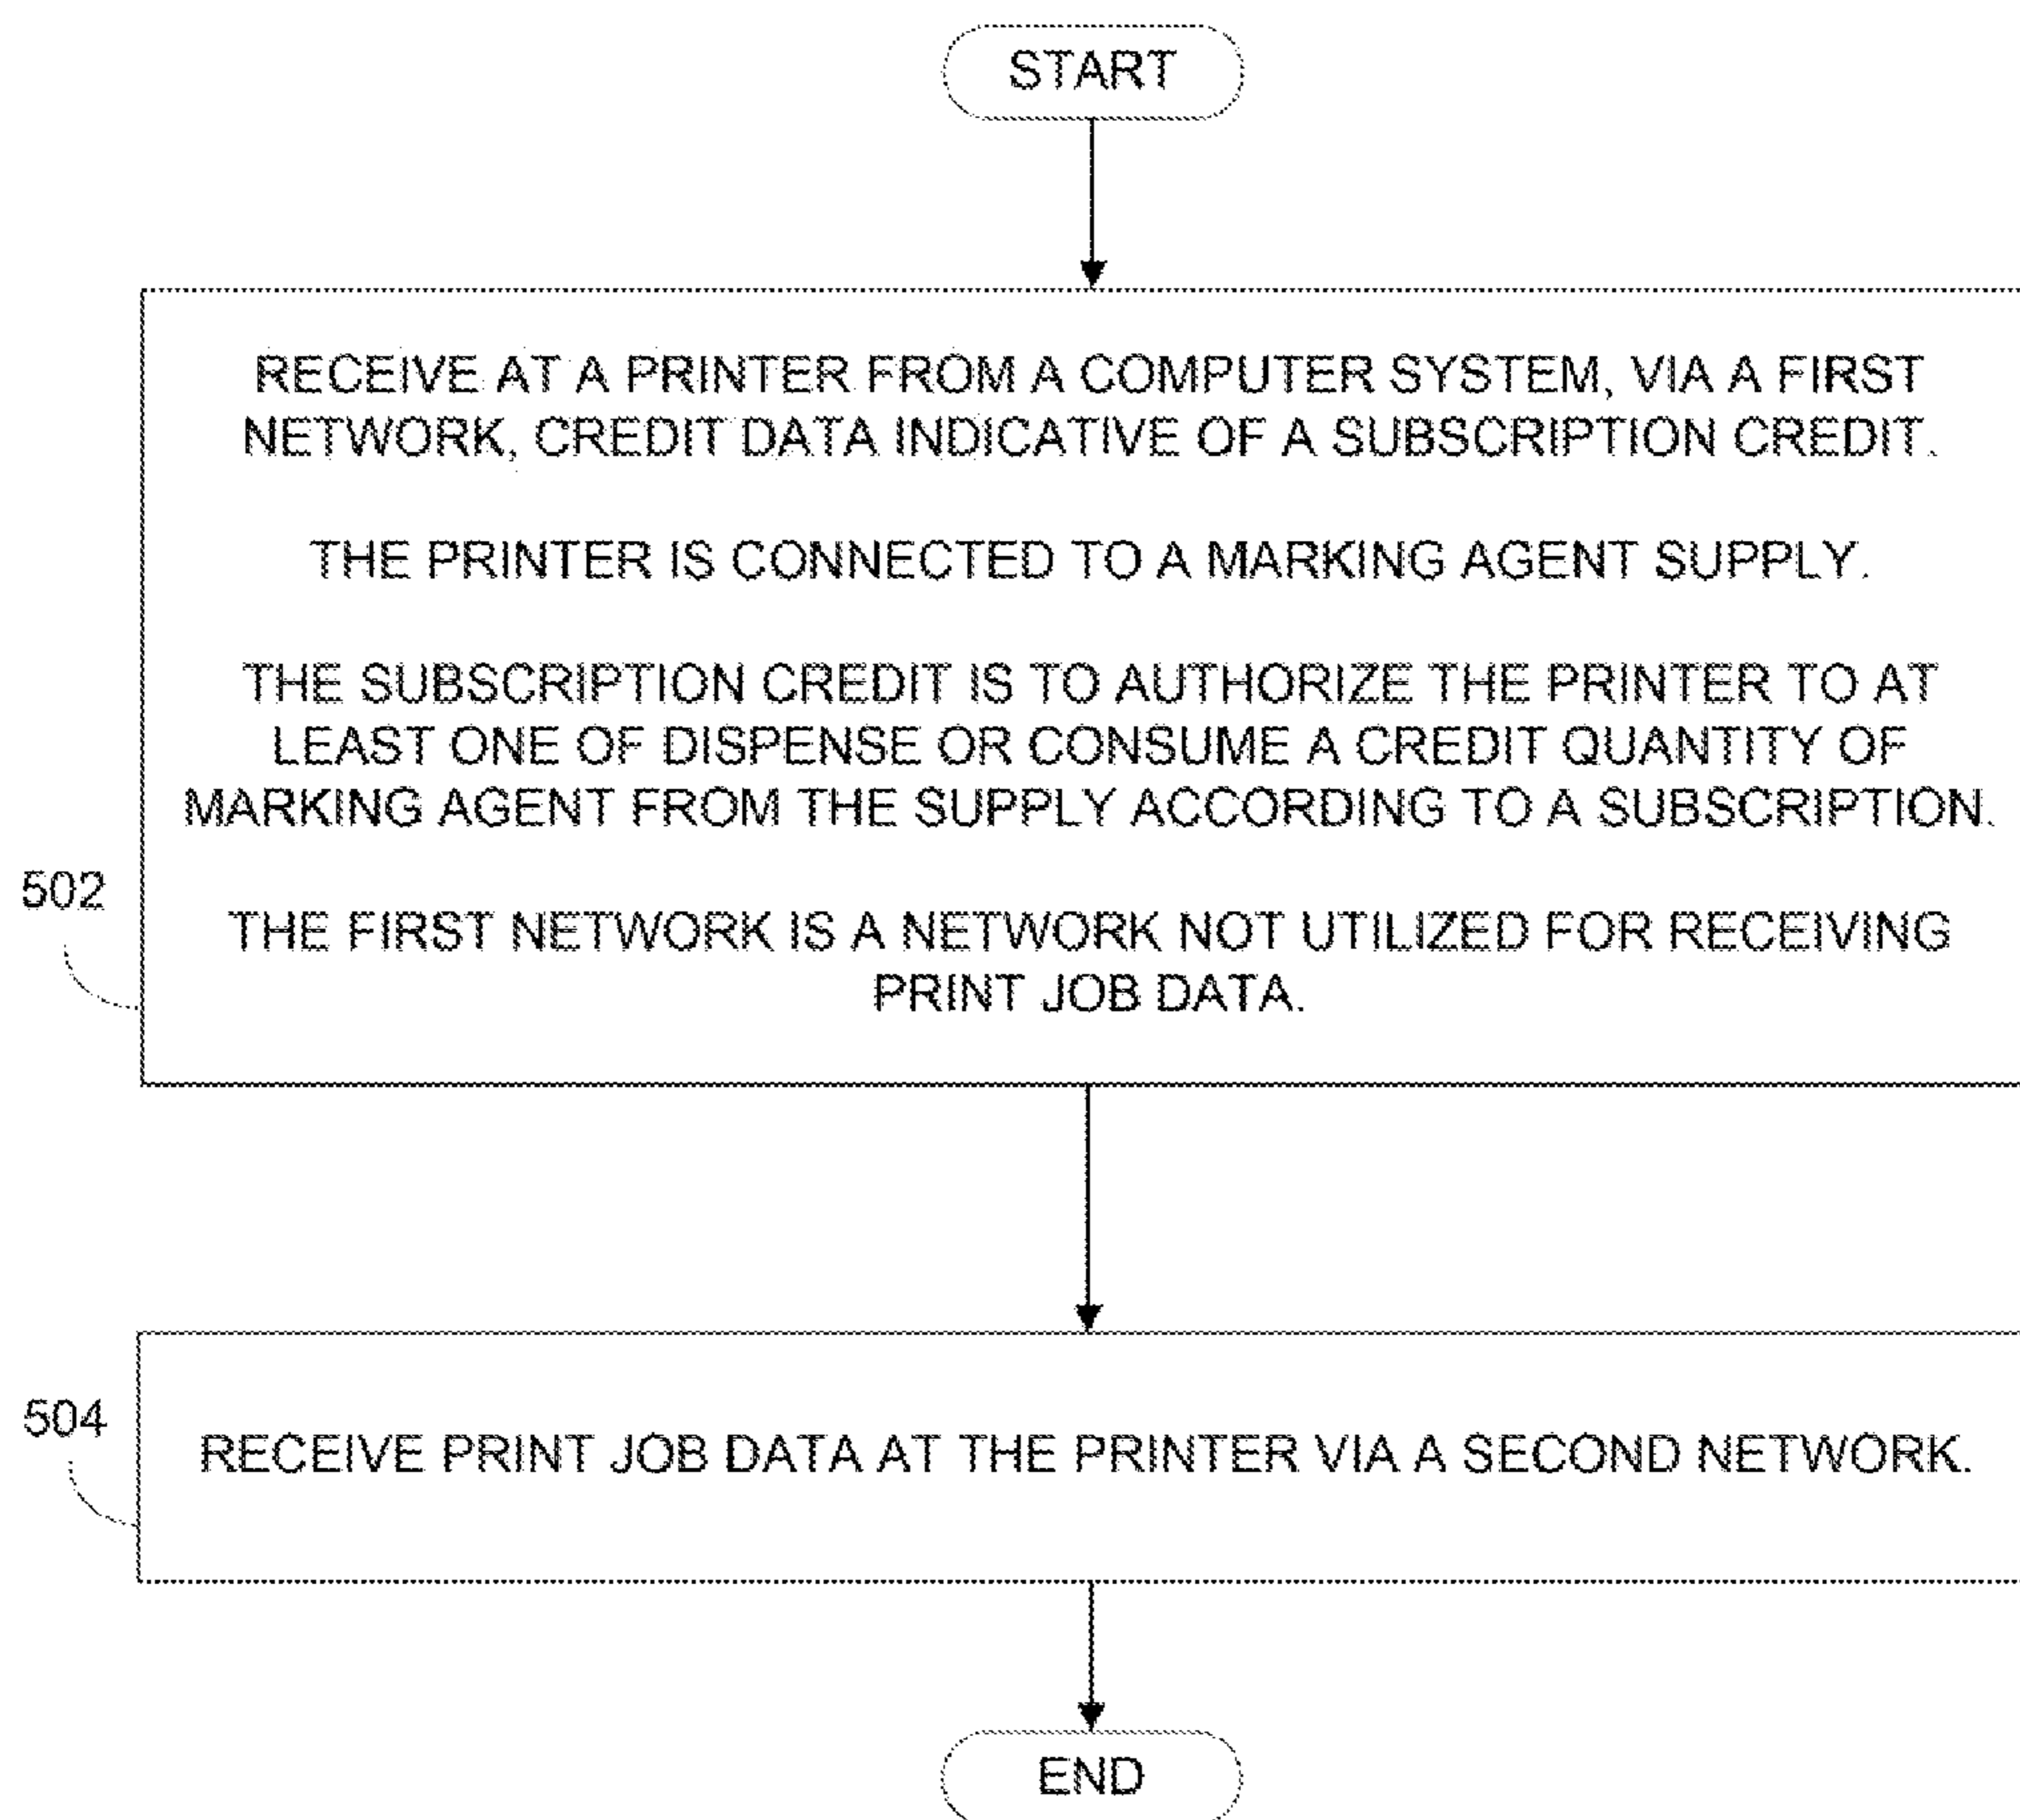 START
RECEIVE AT A PRINTER FROM A COMPUTER SYSTEM, VIA A FIRST
NETWORK, CREDIT DATA INDICATIVE OF A SUBSCRIPTION CREDIT.
THE PRINTER IS CONNECTED TO A MARKING AGENT SUPPLY.
THE SUBSCRIPTION CREDIT IS TO AUTHORIZE THE PRINTER TO AT
LEAST ONE OF DISPENSE OR CONSUME A CREDIT QUANTITY OF
MARKING AGENT FROM THE SUPPLY ACCORDING TO A SUBSCRIPTION.
502
THE FIRST NETWORK IS A NETWORK NOT UTILIZED FOR RECEIVING
PRINT JOB DATA.
504
RECEIVE PRINT JOB DATA AT THE PRINTER VIA A SECOND NETWORK.
END